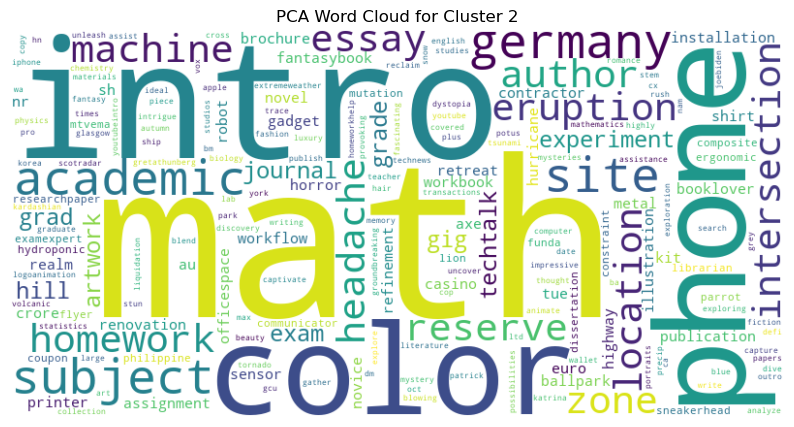 PCA Word Cloud for Cluster 2
intro
math
phone
color
site
germany
essay
machine
academic
subject
homework
headache
eruption
author
location
intersection
reserve
zone
experiment
journal
hill
grad
grade
exam
gig
techtalk
artwork
realm
printer
assignment
renovation
workflow
horror
novel
gadget
robot
brochure
fantasybook
installation
contractor
shirt
booklover
metal
kit
illustration
publication
ballpark
euro
tue
highway
casino
axe
workbook
retreat
refinement
officespace
novice
sensor
coupon
philippine
communicator
crore
flyer
hydroponic
examexpert
researchpaper
mtvema
nr
sh
au
hurricane
mutation
composite
ergonomic
librarian
parrot
sneakerhead
dissertation
constraint
funda
lion
unleash
assist
cross
copy
hn
iphone
wa
chemistry
materials
fantasy
ideal
piece
physics
times
intrigue
pro
glasgow
autumn
ship
korea
scotradar
gretathunberg
biology
kardashian
graduate
logoanimation
volcanic
statistics
large
collection
art
blend
stun
liquidation
discovery
park
york
lab
writing
captivate
max
beauty
tornado
gather
gcu
explore
dm
literature
mystery
oct
blowing
patrick
ltd
possibilities
katrina
wallet
portraits
precip
ca
write
blue
dive
outro
capture
papers
analyze
defi
fiction
grey
search
exploring
exploration
nam
joebiden
rush
cx
stem
romance
highly
mathematics
assistance
mysteries
tsunami
potus
youtube
covered
plus
dystopia
english
studies
reclaim
snow
vox
apple
extremeweather
trace
fashion
luxury
publish
studios
bm
youtubeintro
homeworkhelp
provoking
fascinating
technews
teacher
hair
transactions
memory
groundbreaking
uncover
cop
computer
date
impressive
thought
animate
ba